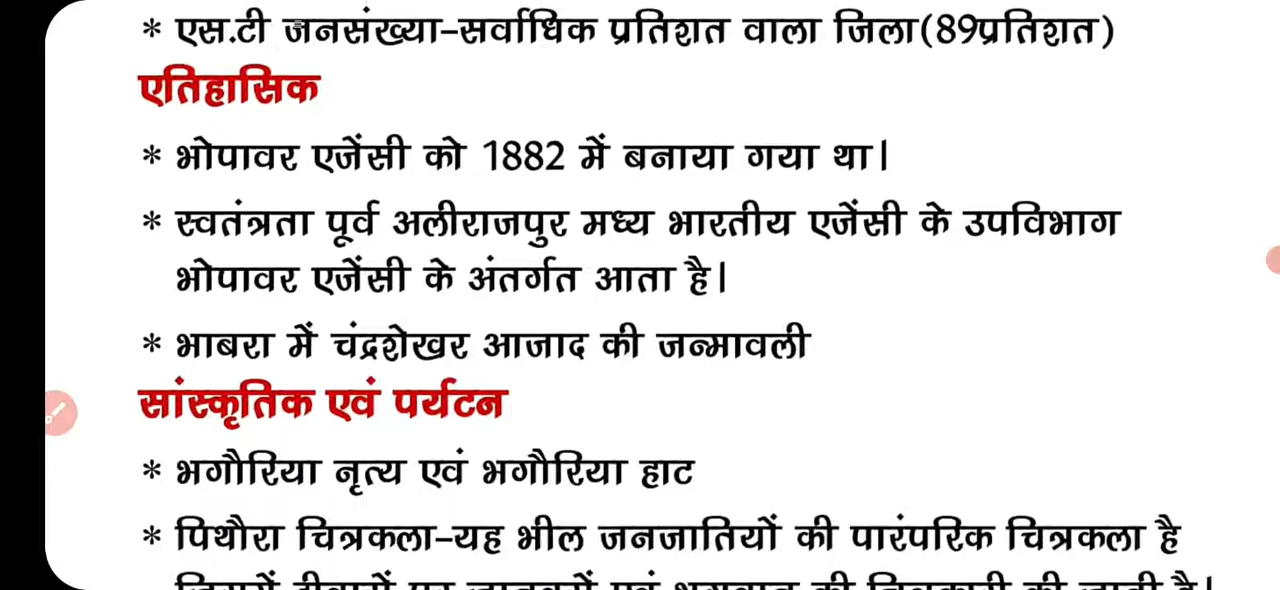 * एस.टी जनसंख्या-सर्वाधिक प्रतिशत वाला जिला(89प्रतिशत)
एतिहासिक
* भोपावर एजेंसी को 1882 में बनाया गया था।
* स्वतंत्रता पूर्व अलीराजपुर मध्य भारतीय एजेंसी के उपविभाग
भोपावर एजेंसी के अंतर्गत आता है।
* भाबरा में चंद्रशेखर आजाद की जन्मावली
सांस्कृतिक एवं पर्यटन
* भगौरिया नृत्य एवं भगौरिया हाट
* पिथौरा चित्रकला-यह भील जनजातियों की पारंपरिक चित्रकला है